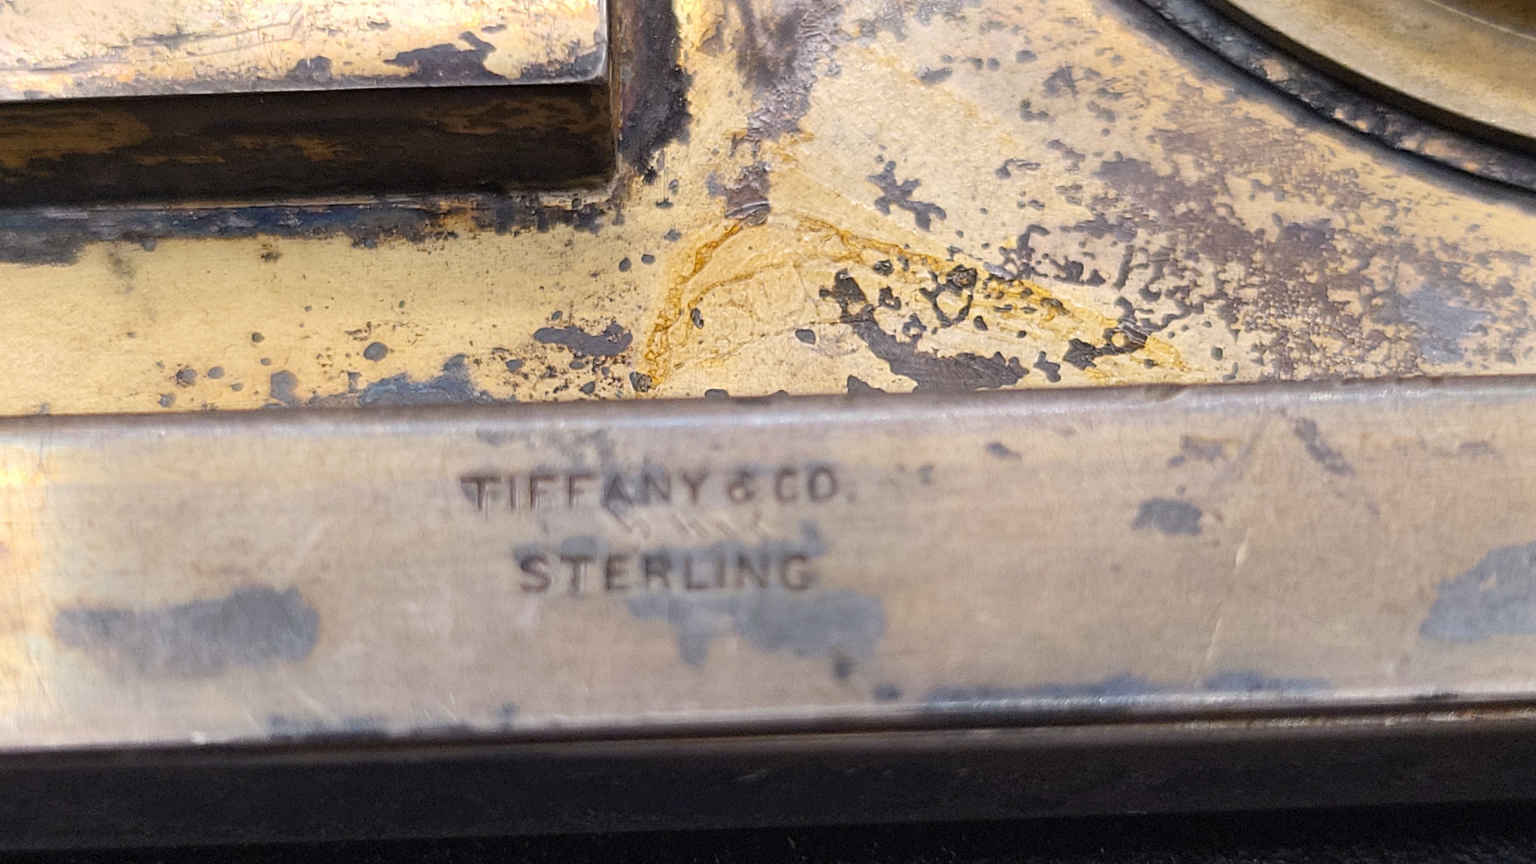 TIFFANY & CO.
STERLING